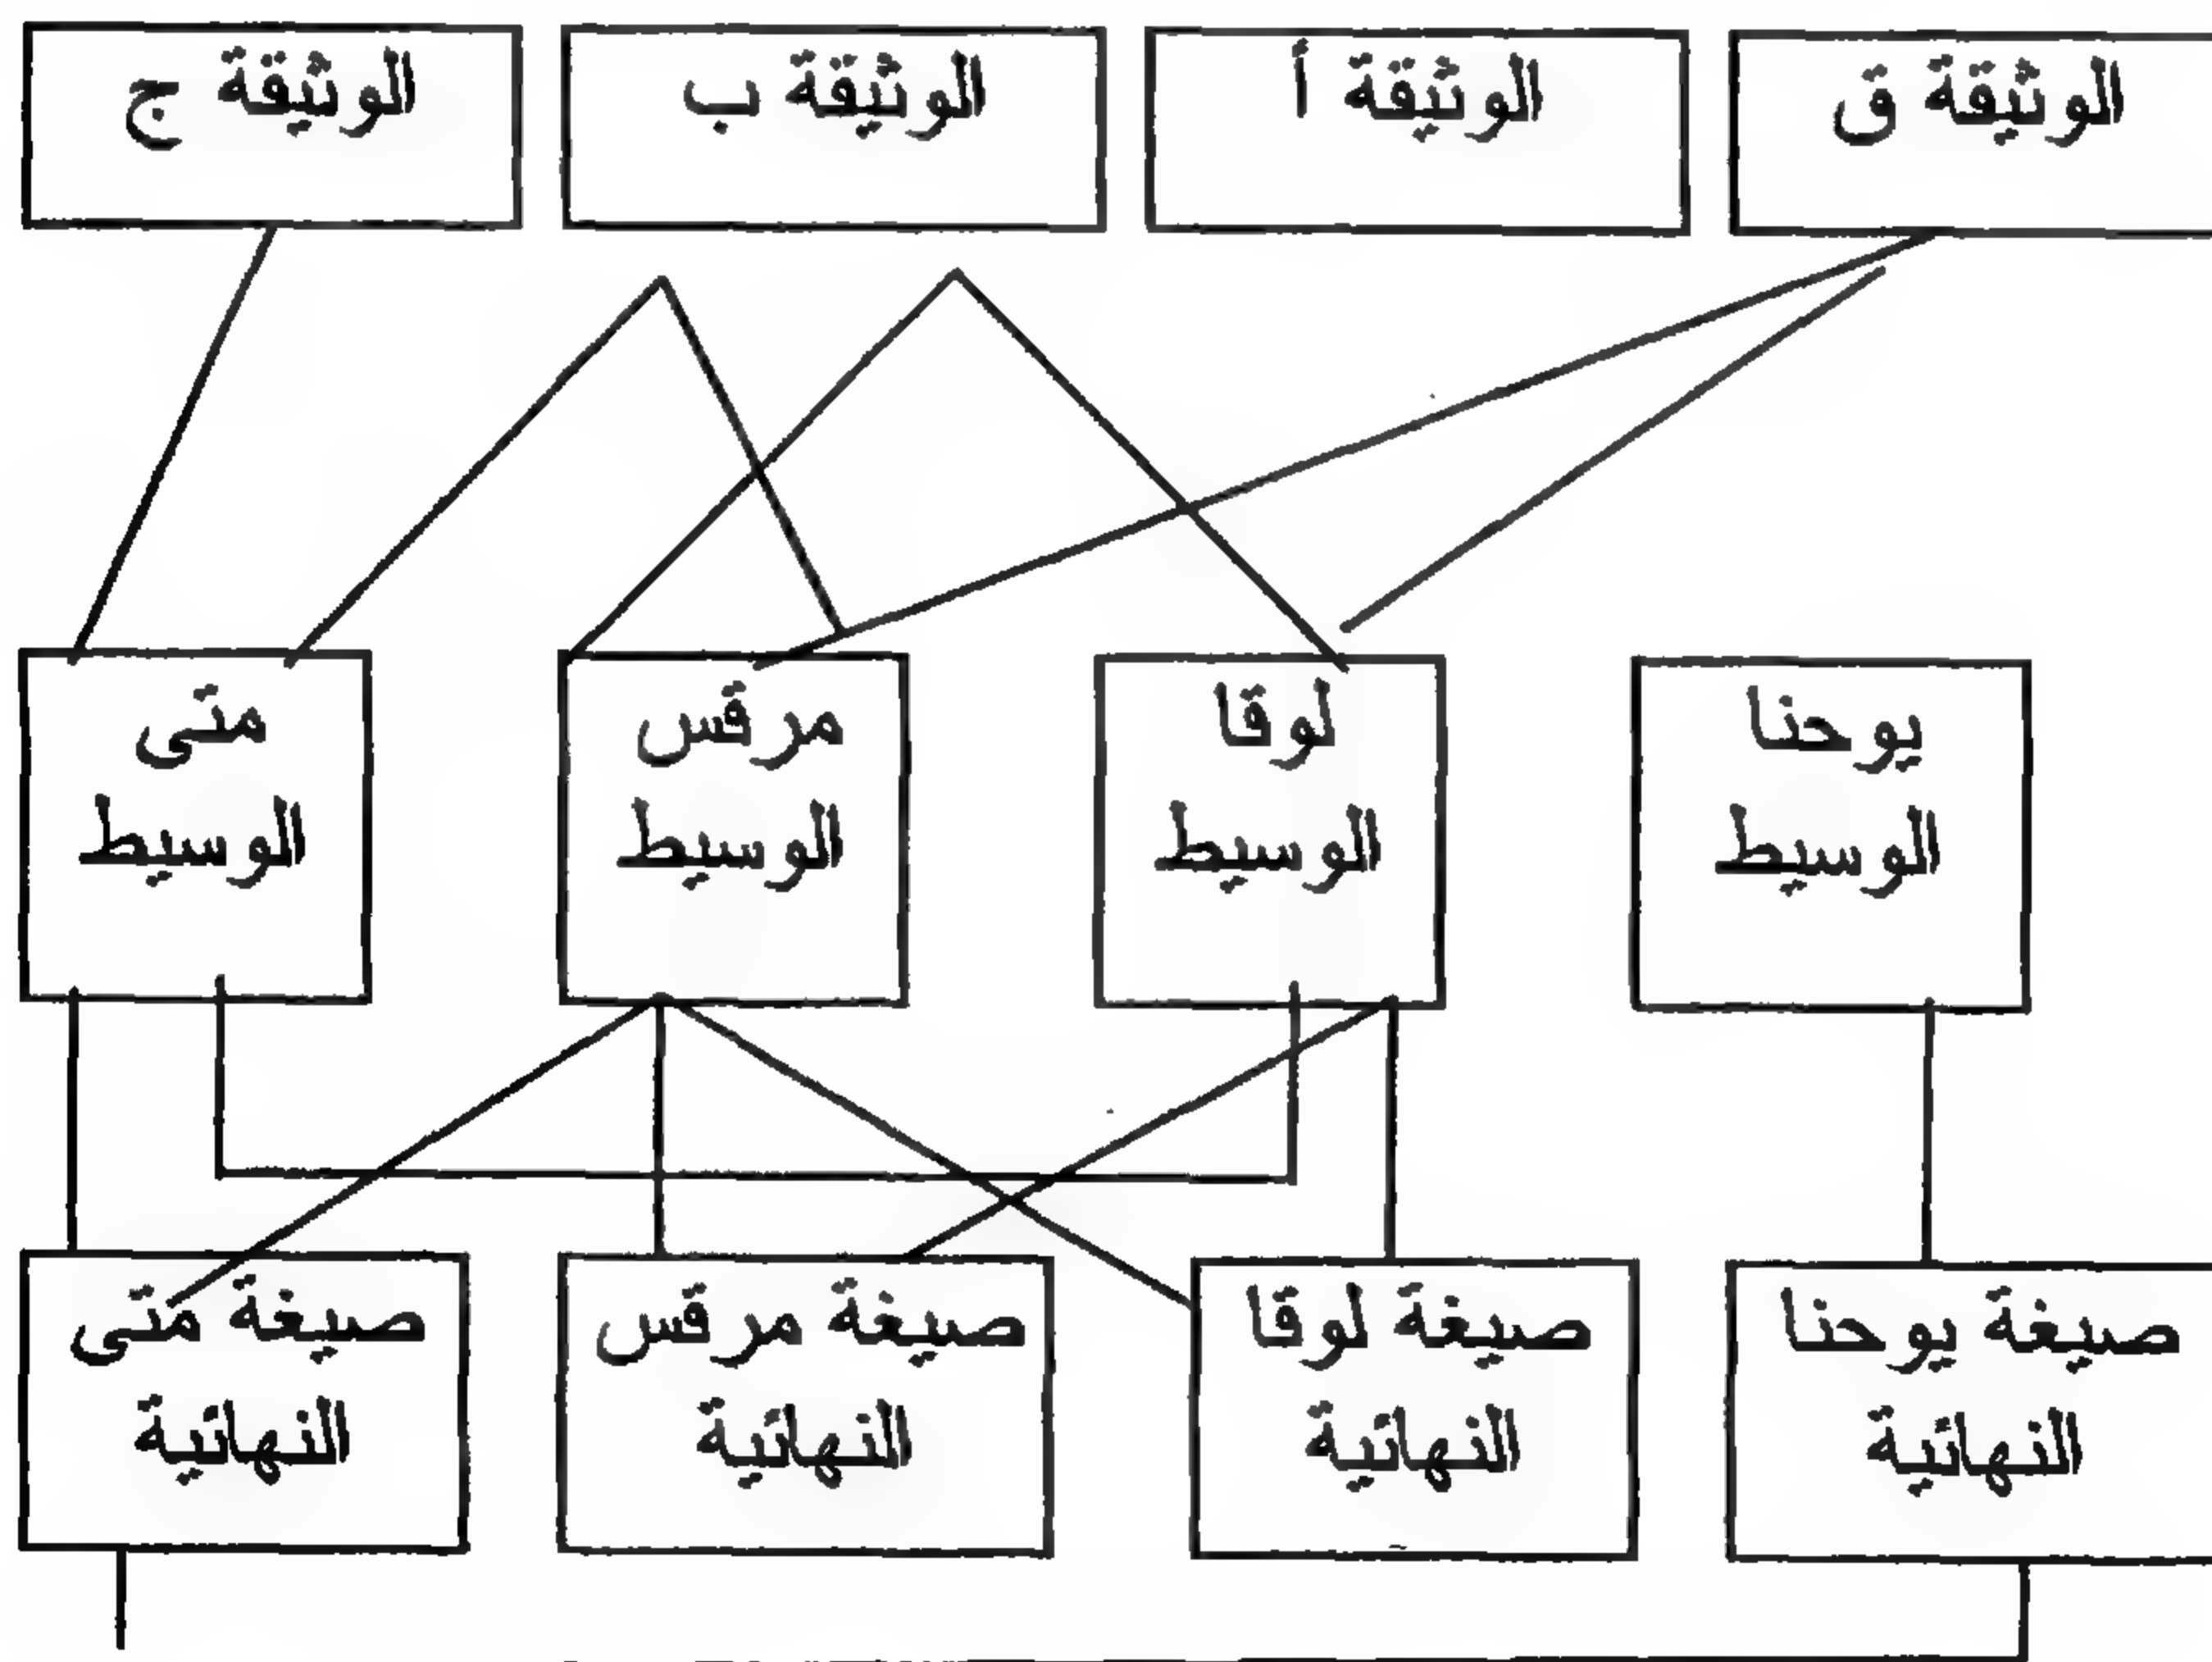 الوثيقة ق
الوثيقة أ
الوثيقة ب
الوثيقة ج
يوحنا
الوسيط
لوقا
الوسيط
مرقس
الوسيط
متى
الوسيط
صيغة يوحنا
النهائية
صيغة لوقا
النهائية
صيغة مرقس
النهائية
صيغة متى
النهائية